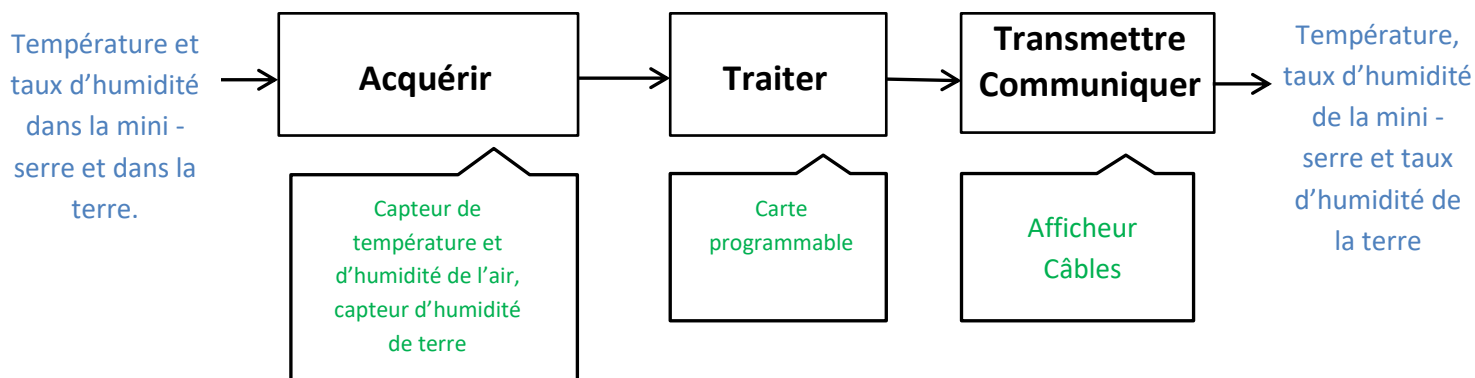 Température et
taux d’humidité
dans la mini -
serre et dans la
terre.
Acquérir
Traiter
Transmettre
Communiquer
Température,
taux d’humidité
de la mini -
serre et taux
d’humidité de
la terre
Capteur de
température et
d’humidité de l’air,
capteur d’humidité
de terre
Carte
programmable
Afficheur
Câbles